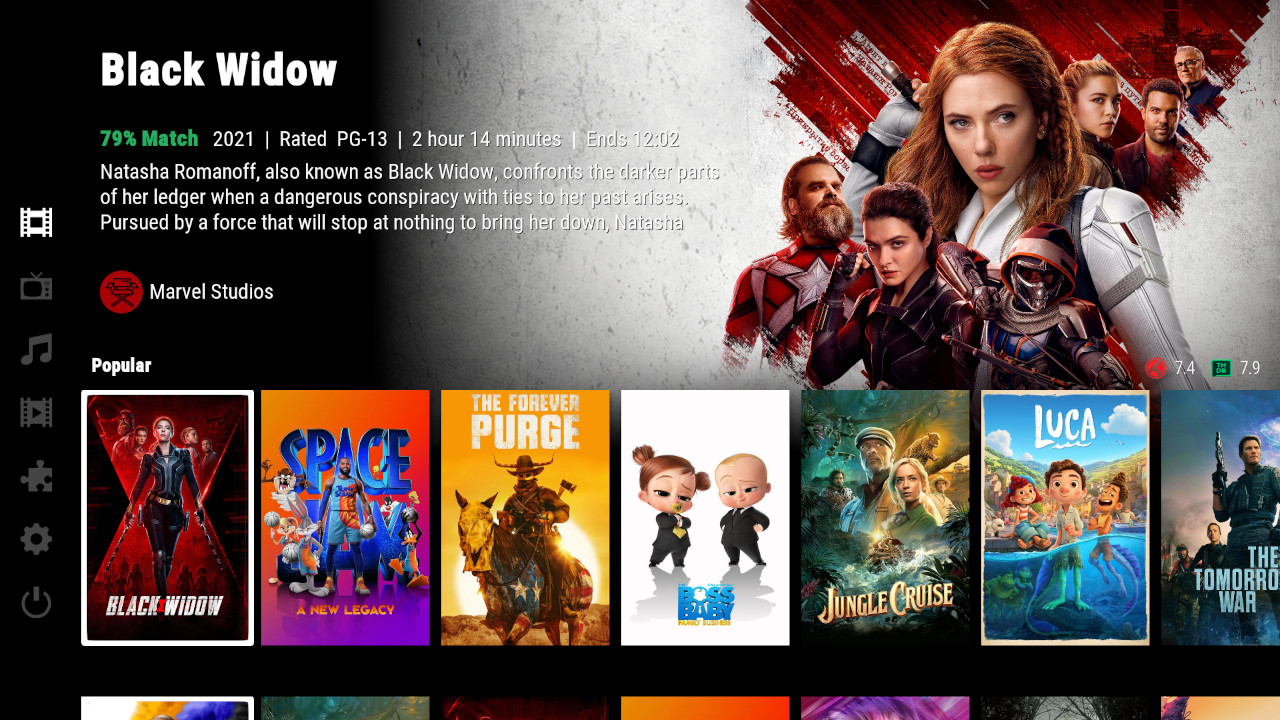 Black Widow
79% Match 2021 | Rated PG-13 | 2 hour 14 minutes | Ends 12:02
Natasha Romanoff, also known as Black Widow, confronts the darker parts
of her ledger when a dangerous conspiracy with ties to her past arises.
Pursued by a force that will stop at nothing to bring her down, Natasha
Marvel Studios
Popular
7.4 7.9
BLACK WIDOW
SPACE
JAM
A NEW LEGACY
THE FOREVER
PURGE
BOSS
BABY
FAMILY BUSINESS
JUNGLE CRUISE
LUCA
THE
TOMORRO
WAR